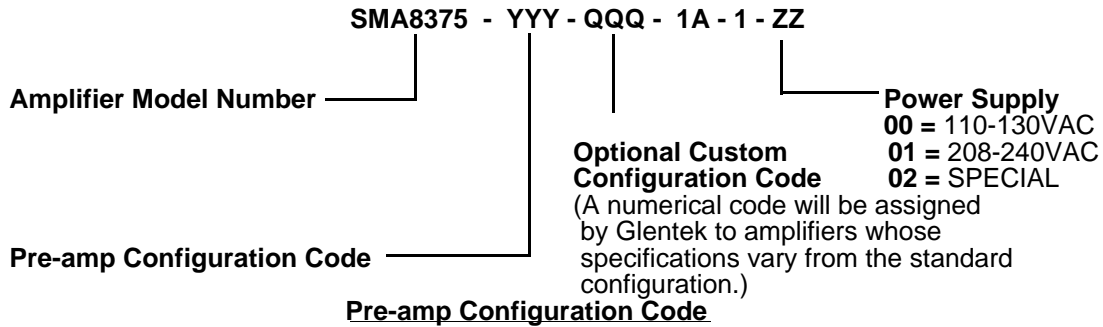 SMA8375 - YYY - QQQ - 1A - 1 - ZZ
Amplifier Model Number
Power Supply
00 = 110-130VAC
01 = 208-240VAC
02 = SPECIAL
Optional Custom
Configuration Code
(A numerical code will be assigned
by Glentek to amplifiers whose
specifications vary from the standard
configuration.)
Pre-amp Configuration Code
Pre-amp Configuration Code